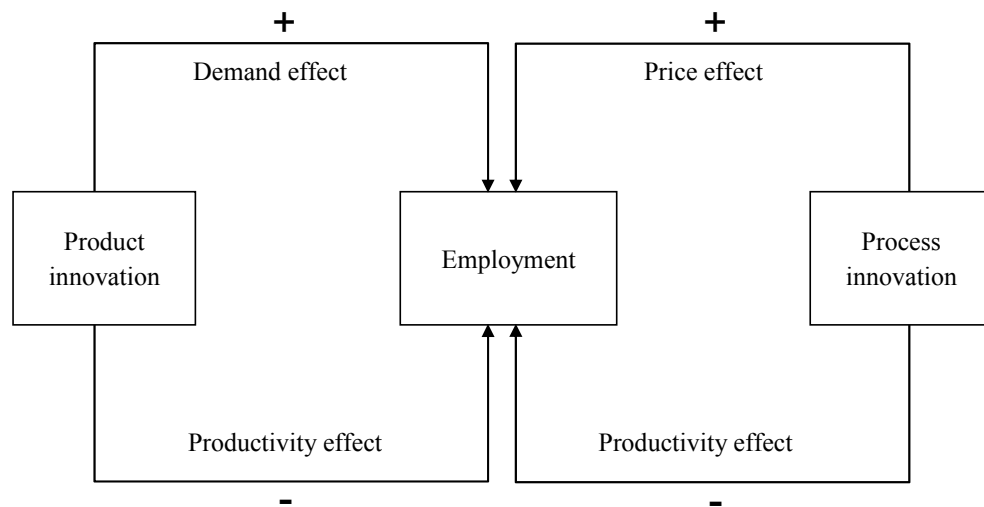 +
+
Demand effect
Price effect
Product
innovation
Employment
Process
innovation
Productivity effect
Productivity effect
-
-